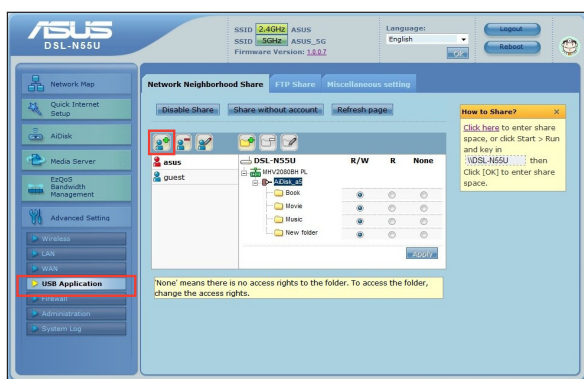 ASUS
DSL-N55U
SSID 2.4GHz ASUS
SSID 5GHz ASUS_5G
Firmware Version: 1.0.0.7
Language:
English
OK
Logout
Reboot
Network Map
Quick Internet
Setup
AiDisk
Media Server
EzQoS
Bandwidth
Management
Advanced Setting
Wireless
LAN
WAN
USB Application
Firewall
Administration
System Log
Network Neighborhood Share
FTP Share
Miscellaneous setting
Disable Share
Share without account
Refresh page
asus
guest
DSL-N55U R/W R None
MHV2080BH PL
AiDisk_a5
Book
Movie
Music
New folder
Apply
'None' means there is no access rights to the folder. To access the folder,
change the access rights.
How to Share? X
Click here to enter share
space, or click Start > Run
and key in
\\DSL-N55U then
Click [OK] to enter share
space.